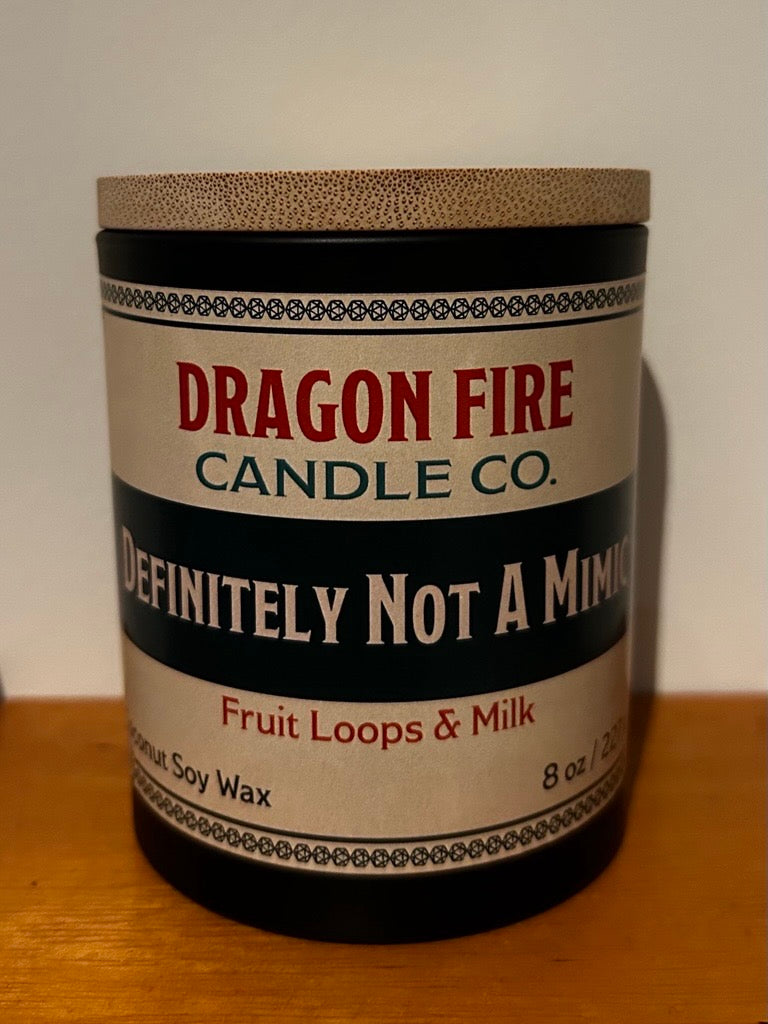 DRAGON FIRE
CANDLE CO.
DEFINITELY NOT A MIMIC
Fruit Loops & Milk
Soy Wax
8 oz /